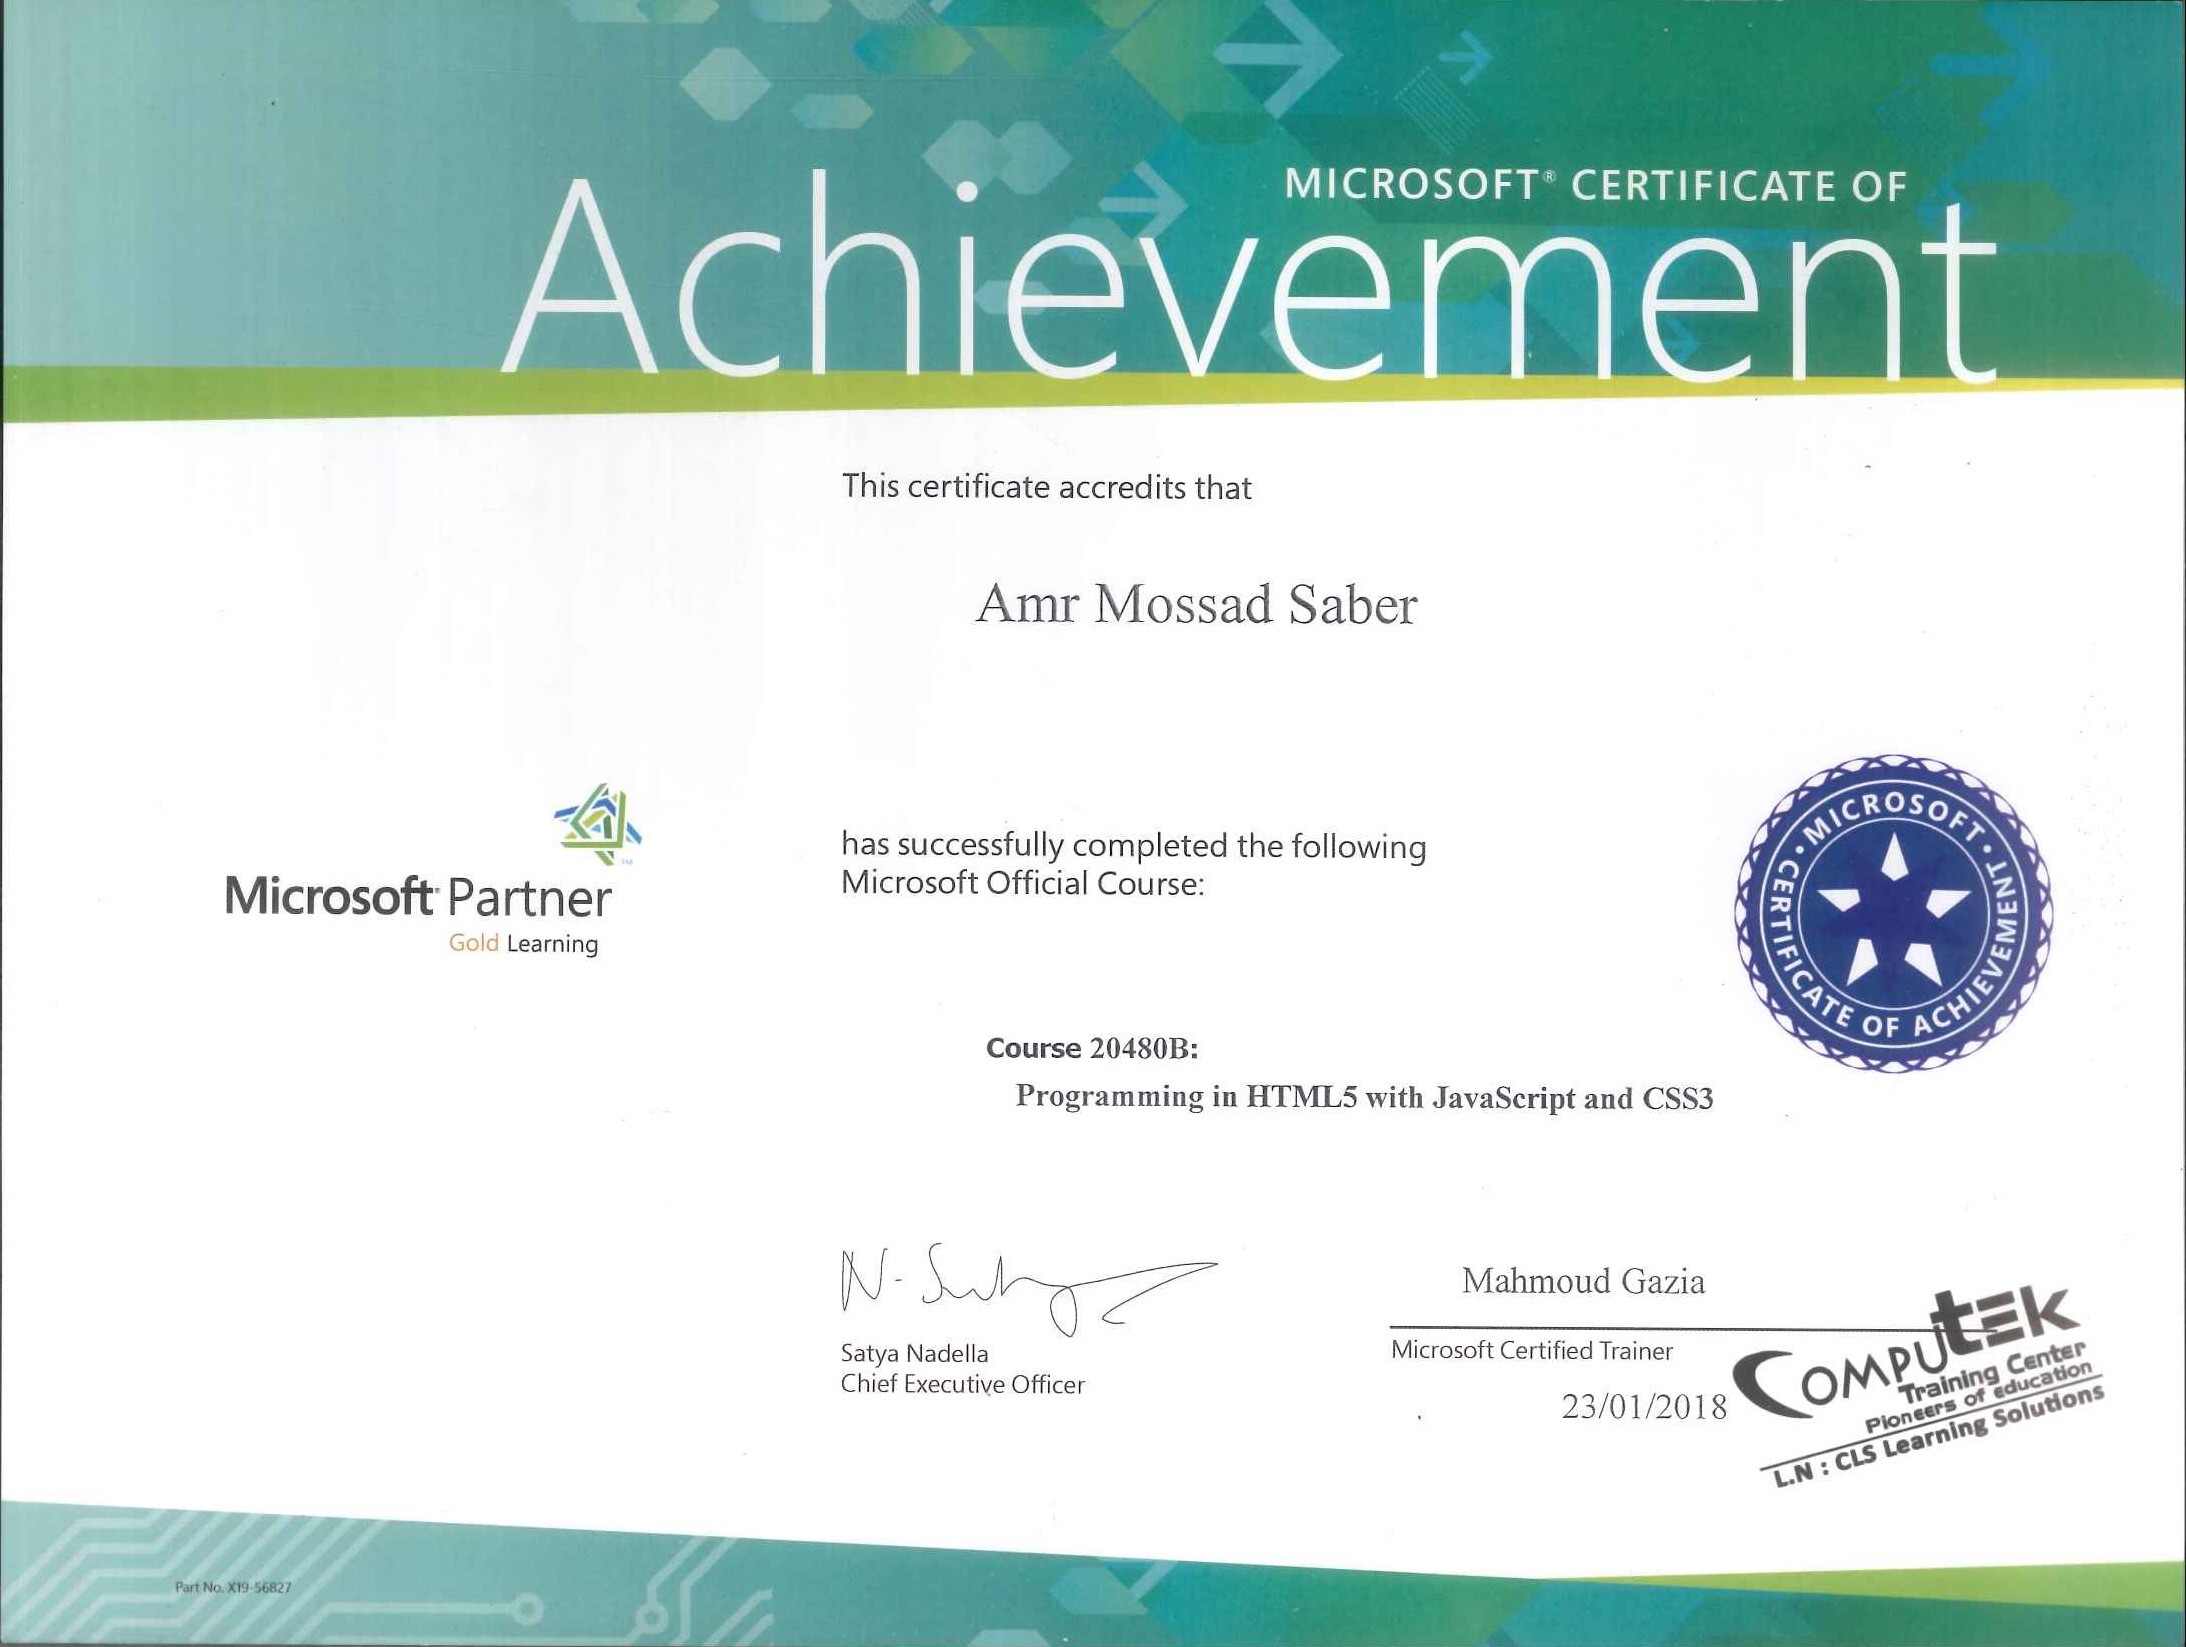 MICROSOFT® CERTIFICATE OF
Achievement
This certificate accredits that
Amr Mossad Saber
has successfully completed the following
Microsoft Official Course:
Microsoft Partner
Gold Learning
MICROSOFT • CERTIFICATE OF ACHIEVEMENT •
Course 20480B:
Programming in HTML5 with JavaScript and CSS3
Satya Nadella
Chief Executive Officer
Mahmoud Gazia
Microsoft Certified Trainer
23/01/2018
COMPUtEk
Training Center
Pioneers of education
L.N : CLS Learning Solutions
Part No. X19-56827